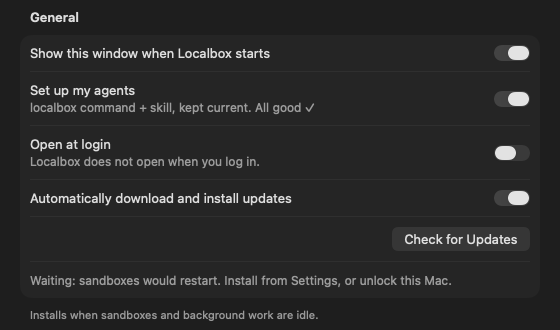 General
Show this window when Localbox starts
Set up my agents
localbox command + skill, kept current. All good ✓
Open at login
Localbox does not open when you log in.
Automatically download and install updates
Check for Updates
Waiting: sandboxes would restart. Install from Settings, or unlock this Mac.
Installs when sandboxes and background work are idle.